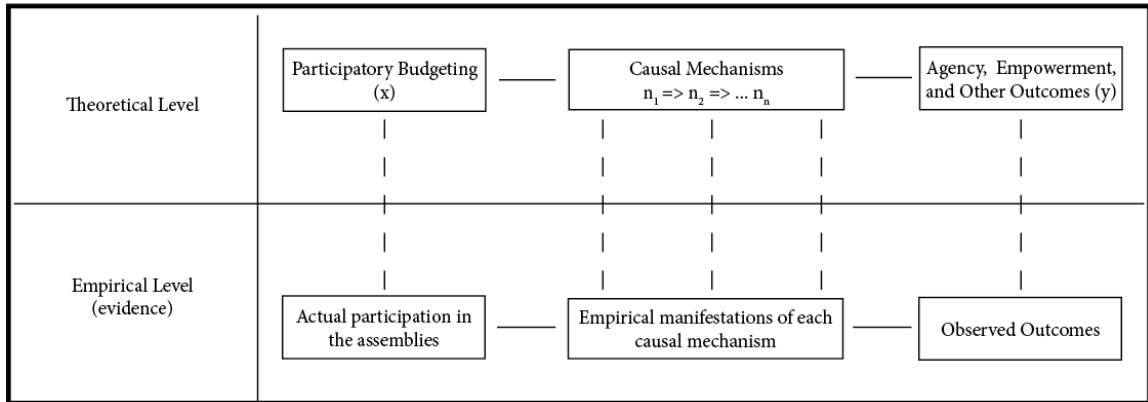 Theoretical Level
Participatory Budgeting
(x)
Causal Mechanisms
n₁ => n₂ => ... nₙ
Agency, Empowerment,
and Other Outcomes (y)
Empirical Level
(evidence)
Actual participation in
the assemblies
Empirical manifestations of each
causal mechanism
Observed Outcomes